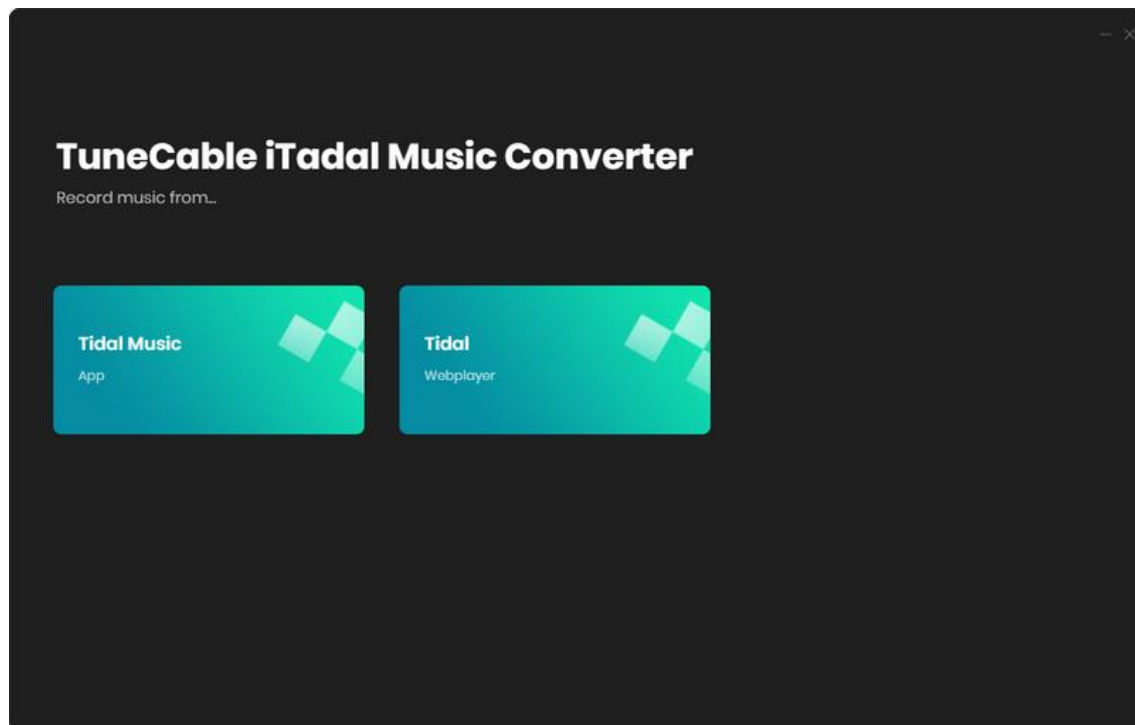 TuneCable iTadal Music Converter
Record music from...
Tidal Music
App
Tidal
Webplayer